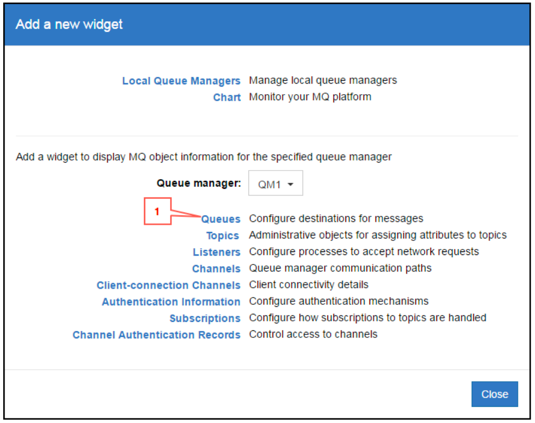 Add a new widget
Local Queue Managers Manage local queue managers
Chart Monitor your MQ platform
Add a widget to display MQ object information for the specified queue manager
Queue manager: QM1
1
Queues Configure destinations for messages
Topics Administrative objects for assigning attributes to topics
Listeners Configure processes to accept network requests
Channels Queue manager communication paths
Client-connection Channels Client connectivity details
Authentication Information Configure authentication mechanisms
Subscriptions Configure how subscriptions to topics are handled
Channel Authentication Records Control access to channels
Close